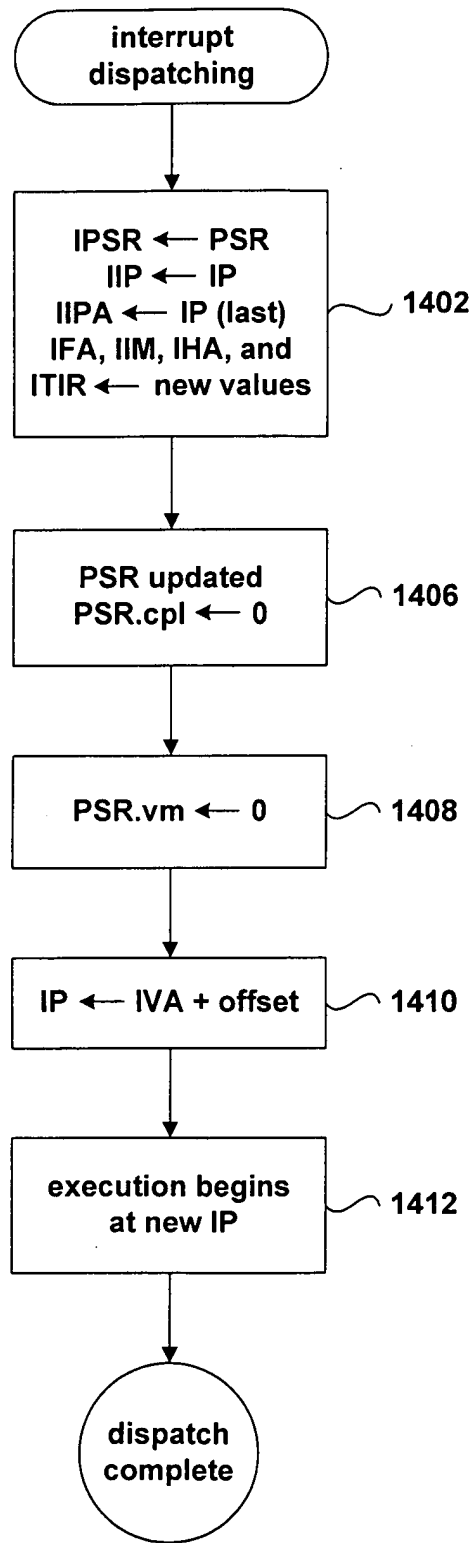 interrupt
dispatching
IPSR ← PSR
IIP ← IP
IIPA ← IP (last)
IFA, IIM, IHA, and
ITIR ← new values
1402
PSR updated
PSR.cpl ← 0
1406
PSR.vm ← 0
1408
IP ← IVA + offset
1410
execution begins
at new IP
1412
dispatch
complete